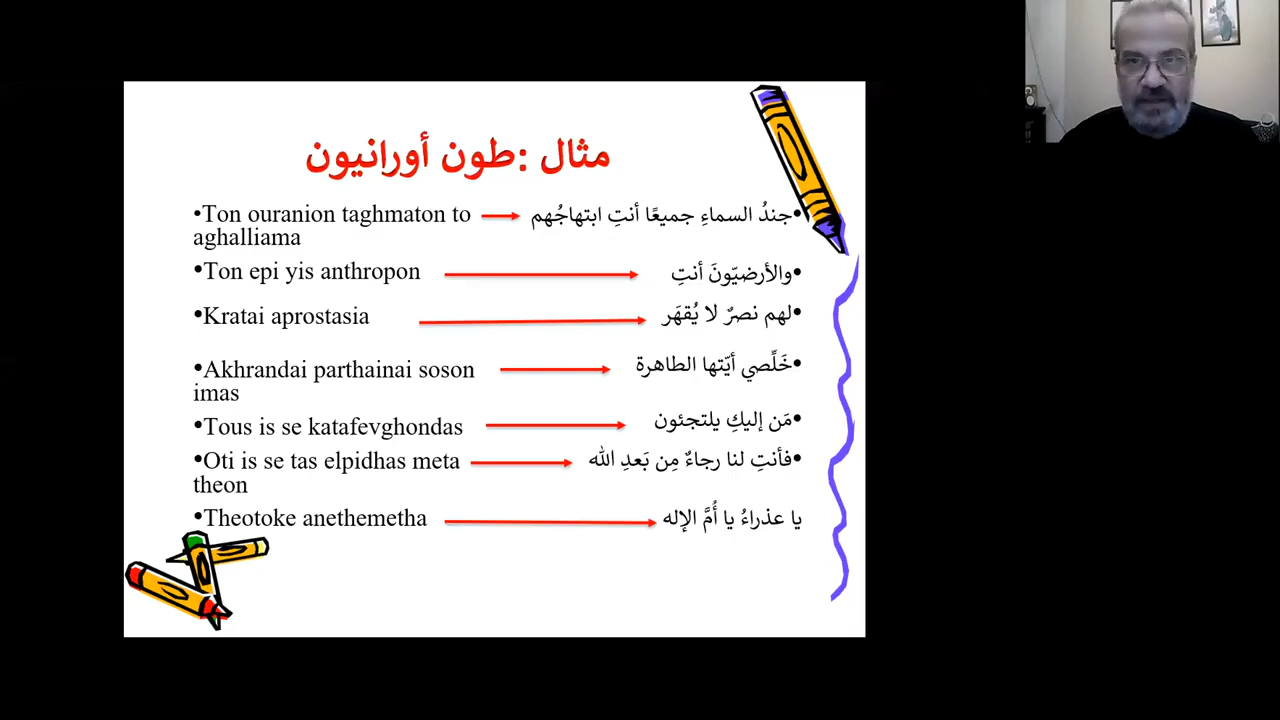 مثال :طون أورانيون
•Ton ouranion taghmaton to
aghalliama
•جندُ السماءِ جميعًا أنتِ ابتهاجُهم
•Ton epi yis anthropon
•والأرضيّونَ أنتِ
•Kratai aprostasia
•لهم نصرٌ لا يُقهَر
•Akhrandai parthainai soson
imas
•خَلِّصي أيّتها الطاهرة
•Tous is se katafevghondas
•مَن إليكِ يلتجئون
•Oti is se tas elpidhas meta
theon
•فأنتِ لنا رجاءٌ مِن بَعدِ الله
•Theotoke anethemetha
•يا عذراءُ يا أُمَّ الإله